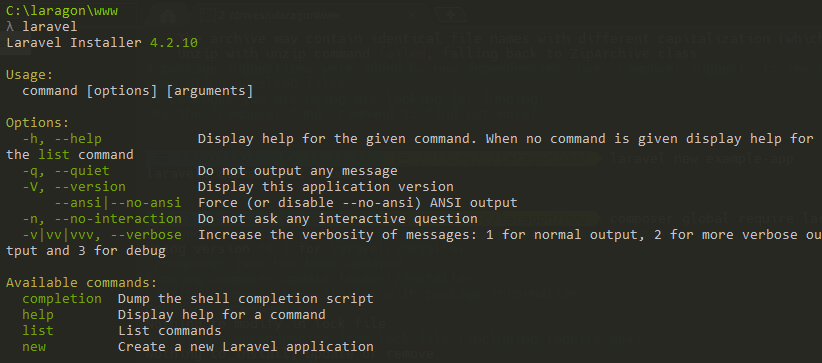 C:\laragon\www
λ laravel
Laravel Installer 4.2.10
Usage:
command [options] [arguments]
Options:
-h, --help Display help for the given command. When no command is given display help for
the list command
-q, --quiet Do not output any message
-V, --version Display this application version
--ansi|--no-ansi Force (or disable --no-ansi) ANSI output
-n, --no-interaction Do not ask any interactive question
-v|vv|vvv, --verbose Increase the verbosity of messages: 1 for normal output, 2 for more verbose ou
tput and 3 for debug
Available commands:
completion Dump the shell completion script
help Display help for a command
list List commands
new Create a new Laravel application